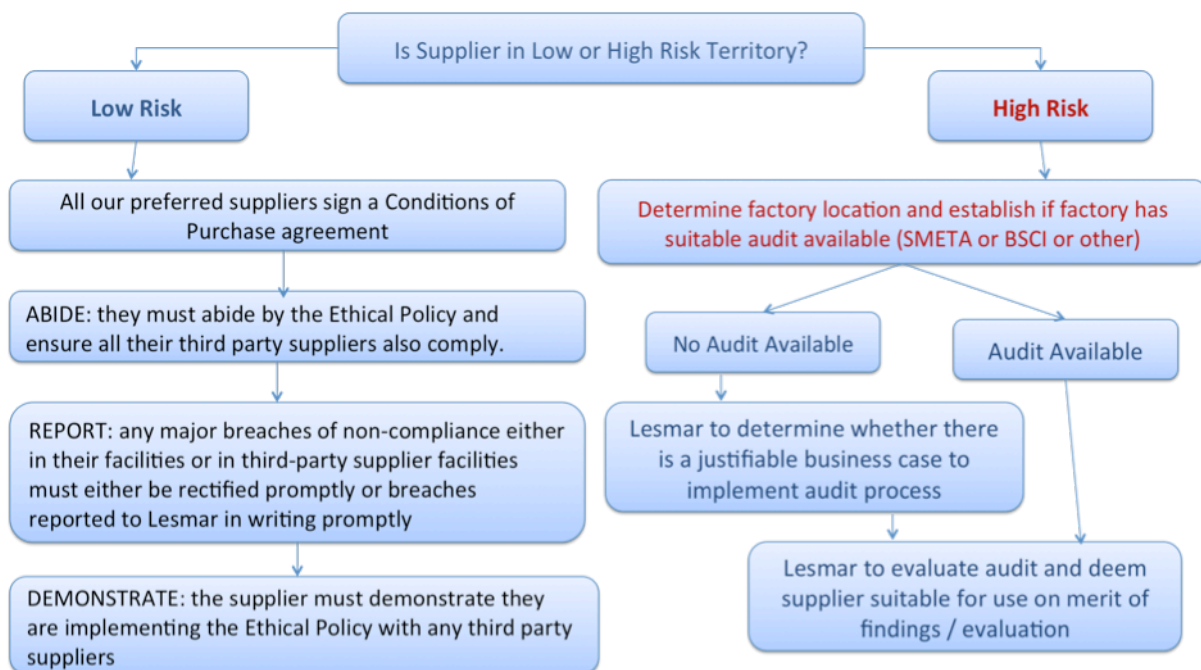 Is Supplier in Low or High Risk Territory?
Low Risk
High Risk
All our preferred suppliers sign a Conditions of
Purchase agreement
ABIDE: they must abide by the Ethical Policy and
ensure all their third party suppliers also comply.
REPORT: any major breaches of non-compliance either
in their facilities or in third-party supplier facilities
must either be rectified promptly or breaches
reported to Lesmar in writing promptly
DEMONSTRATE: the supplier must demonstrate they
are implementing the Ethical Policy with any third party
suppliers
Determine factory location and establish if factory has
suitable audit available (SMETA or BSCI or other)
No Audit Available
Audit Available
Lesmar to determine whether there
is a justifiable business case to
implement audit process
Lesmar to evaluate audit and deem
supplier suitable for use on merit of
findings / evaluation